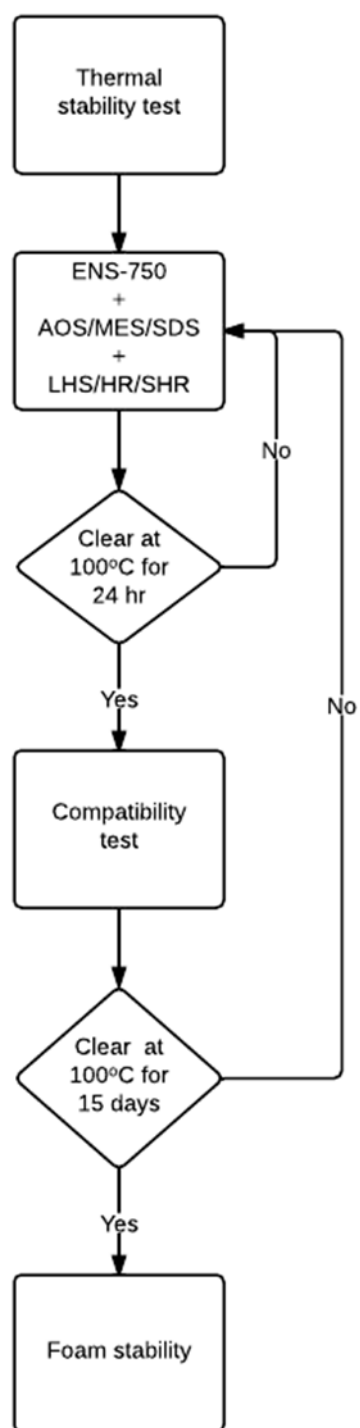 Thermal
stability test
ENS-750
+
AOS/MES/SDS
+
LHS/HR/SHR
No
Clear at
100ºC for
24 hr
Yes
No
Compatibility
test
Clear at
100ºC for
15 days
Yes
Foam stability